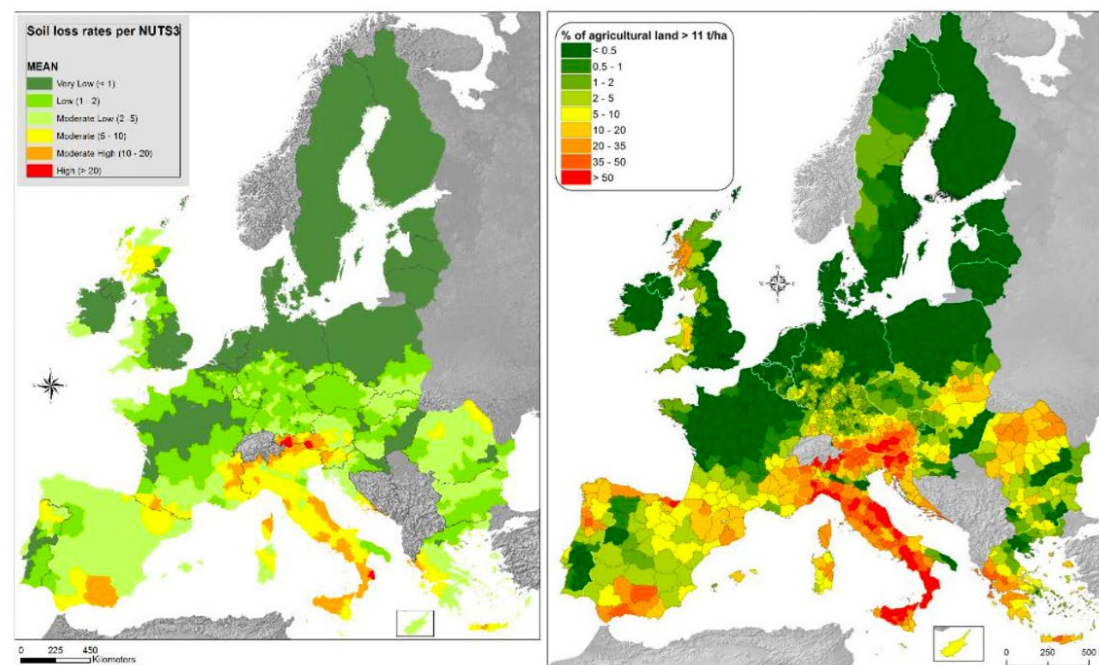 Soil loss rates per NUTS3
MEAN
Very Low (< 1)
Low (1 - 2)
Moderate Low (2 - 5)
Moderate (5 - 10)
Moderate High (10 - 20)
High (> 20)
0 225 450
Kilometers
% of agricultural land > 11 t/ha
< 0.5
0.5 - 1
1 - 2
2 - 5
5 - 10
10 - 20
20 - 35
35 - 50
> 50
N
W E
S
0 250 500